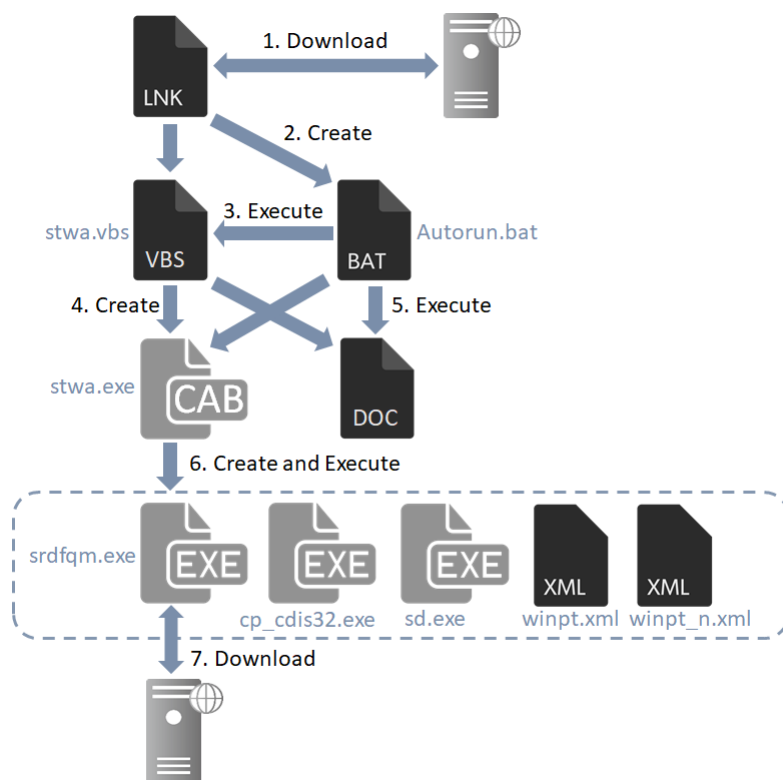 1. Download
LNK
2. Create
3. Execute
stwa.vbs
VBS
BAT
Autorun.bat
4. Create
5. Execute
stwa.exe
CAB
DOC
6. Create and Execute
srdfqm.exe
EXE
EXE
EXE
XML
XML
cp_cdis32.exe
sd.exe
winpt.xml
winpt_n.xml
7. Download